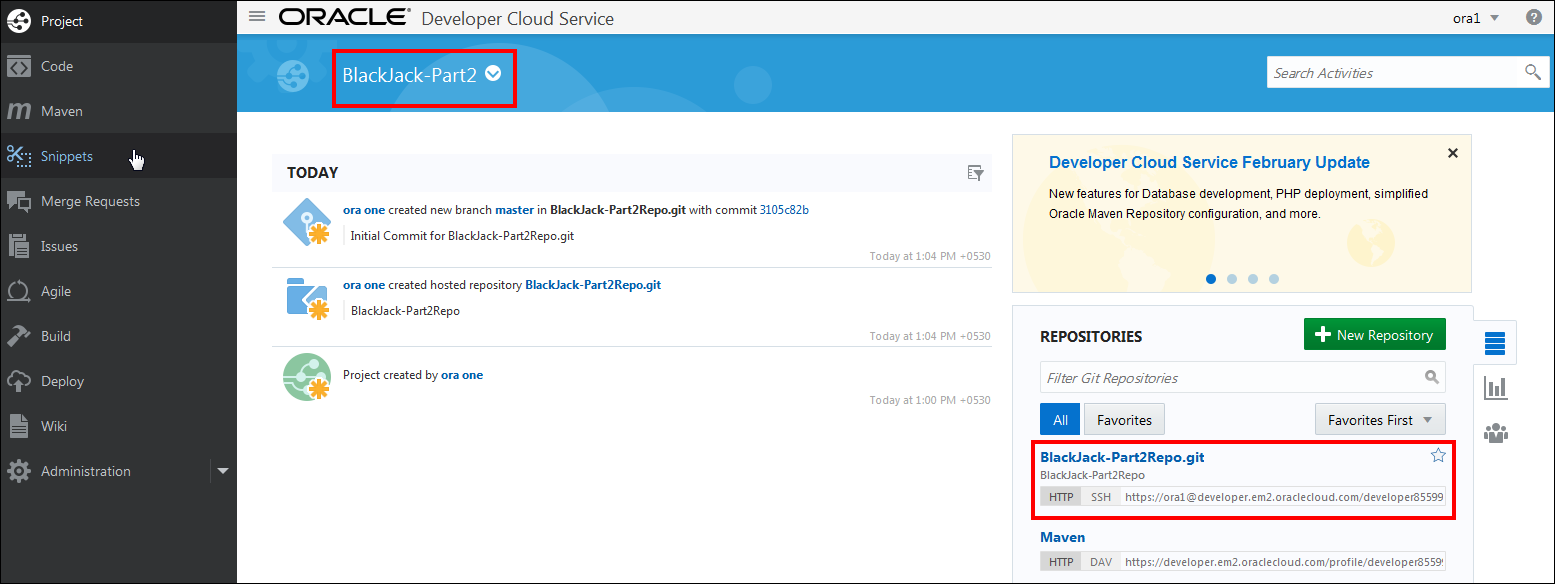 Project
Code
Maven
Snippets
Merge Requests
Issues
Agile
Build
Deploy
Wiki
Administration
ORACLE® Developer Cloud Service
ora1
?
BlackJack-Part2
Search Activities
TODAY
ora one created new branch master in BlackJack-Part2Repo.git with commit 3105c82b
Initial Commit for BlackJack-Part2Repo.git
Today at 1:04 PM +0530
ora one created hosted repository BlackJack-Part2Repo.git
BlackJack-Part2Repo
Today at 1:04 PM +0530
Project created by ora one
Today at 1:00 PM +0530
Developer Cloud Service February Update
New features for Database development, PHP deployment, simplified
Oracle Maven Repository configuration, and more.
REPOSITORIES
New Repository
Filter Git Repositories
All Favorites Favorites First
BlackJack-Part2Repo.git
BlackJack-Part2Repo
HTTP SSH https://ora1@developer.em2.oraclecloud.com/developer85599
Maven
HTTP DAV https://developer.em2.oraclecloud.com/profile/developer8559